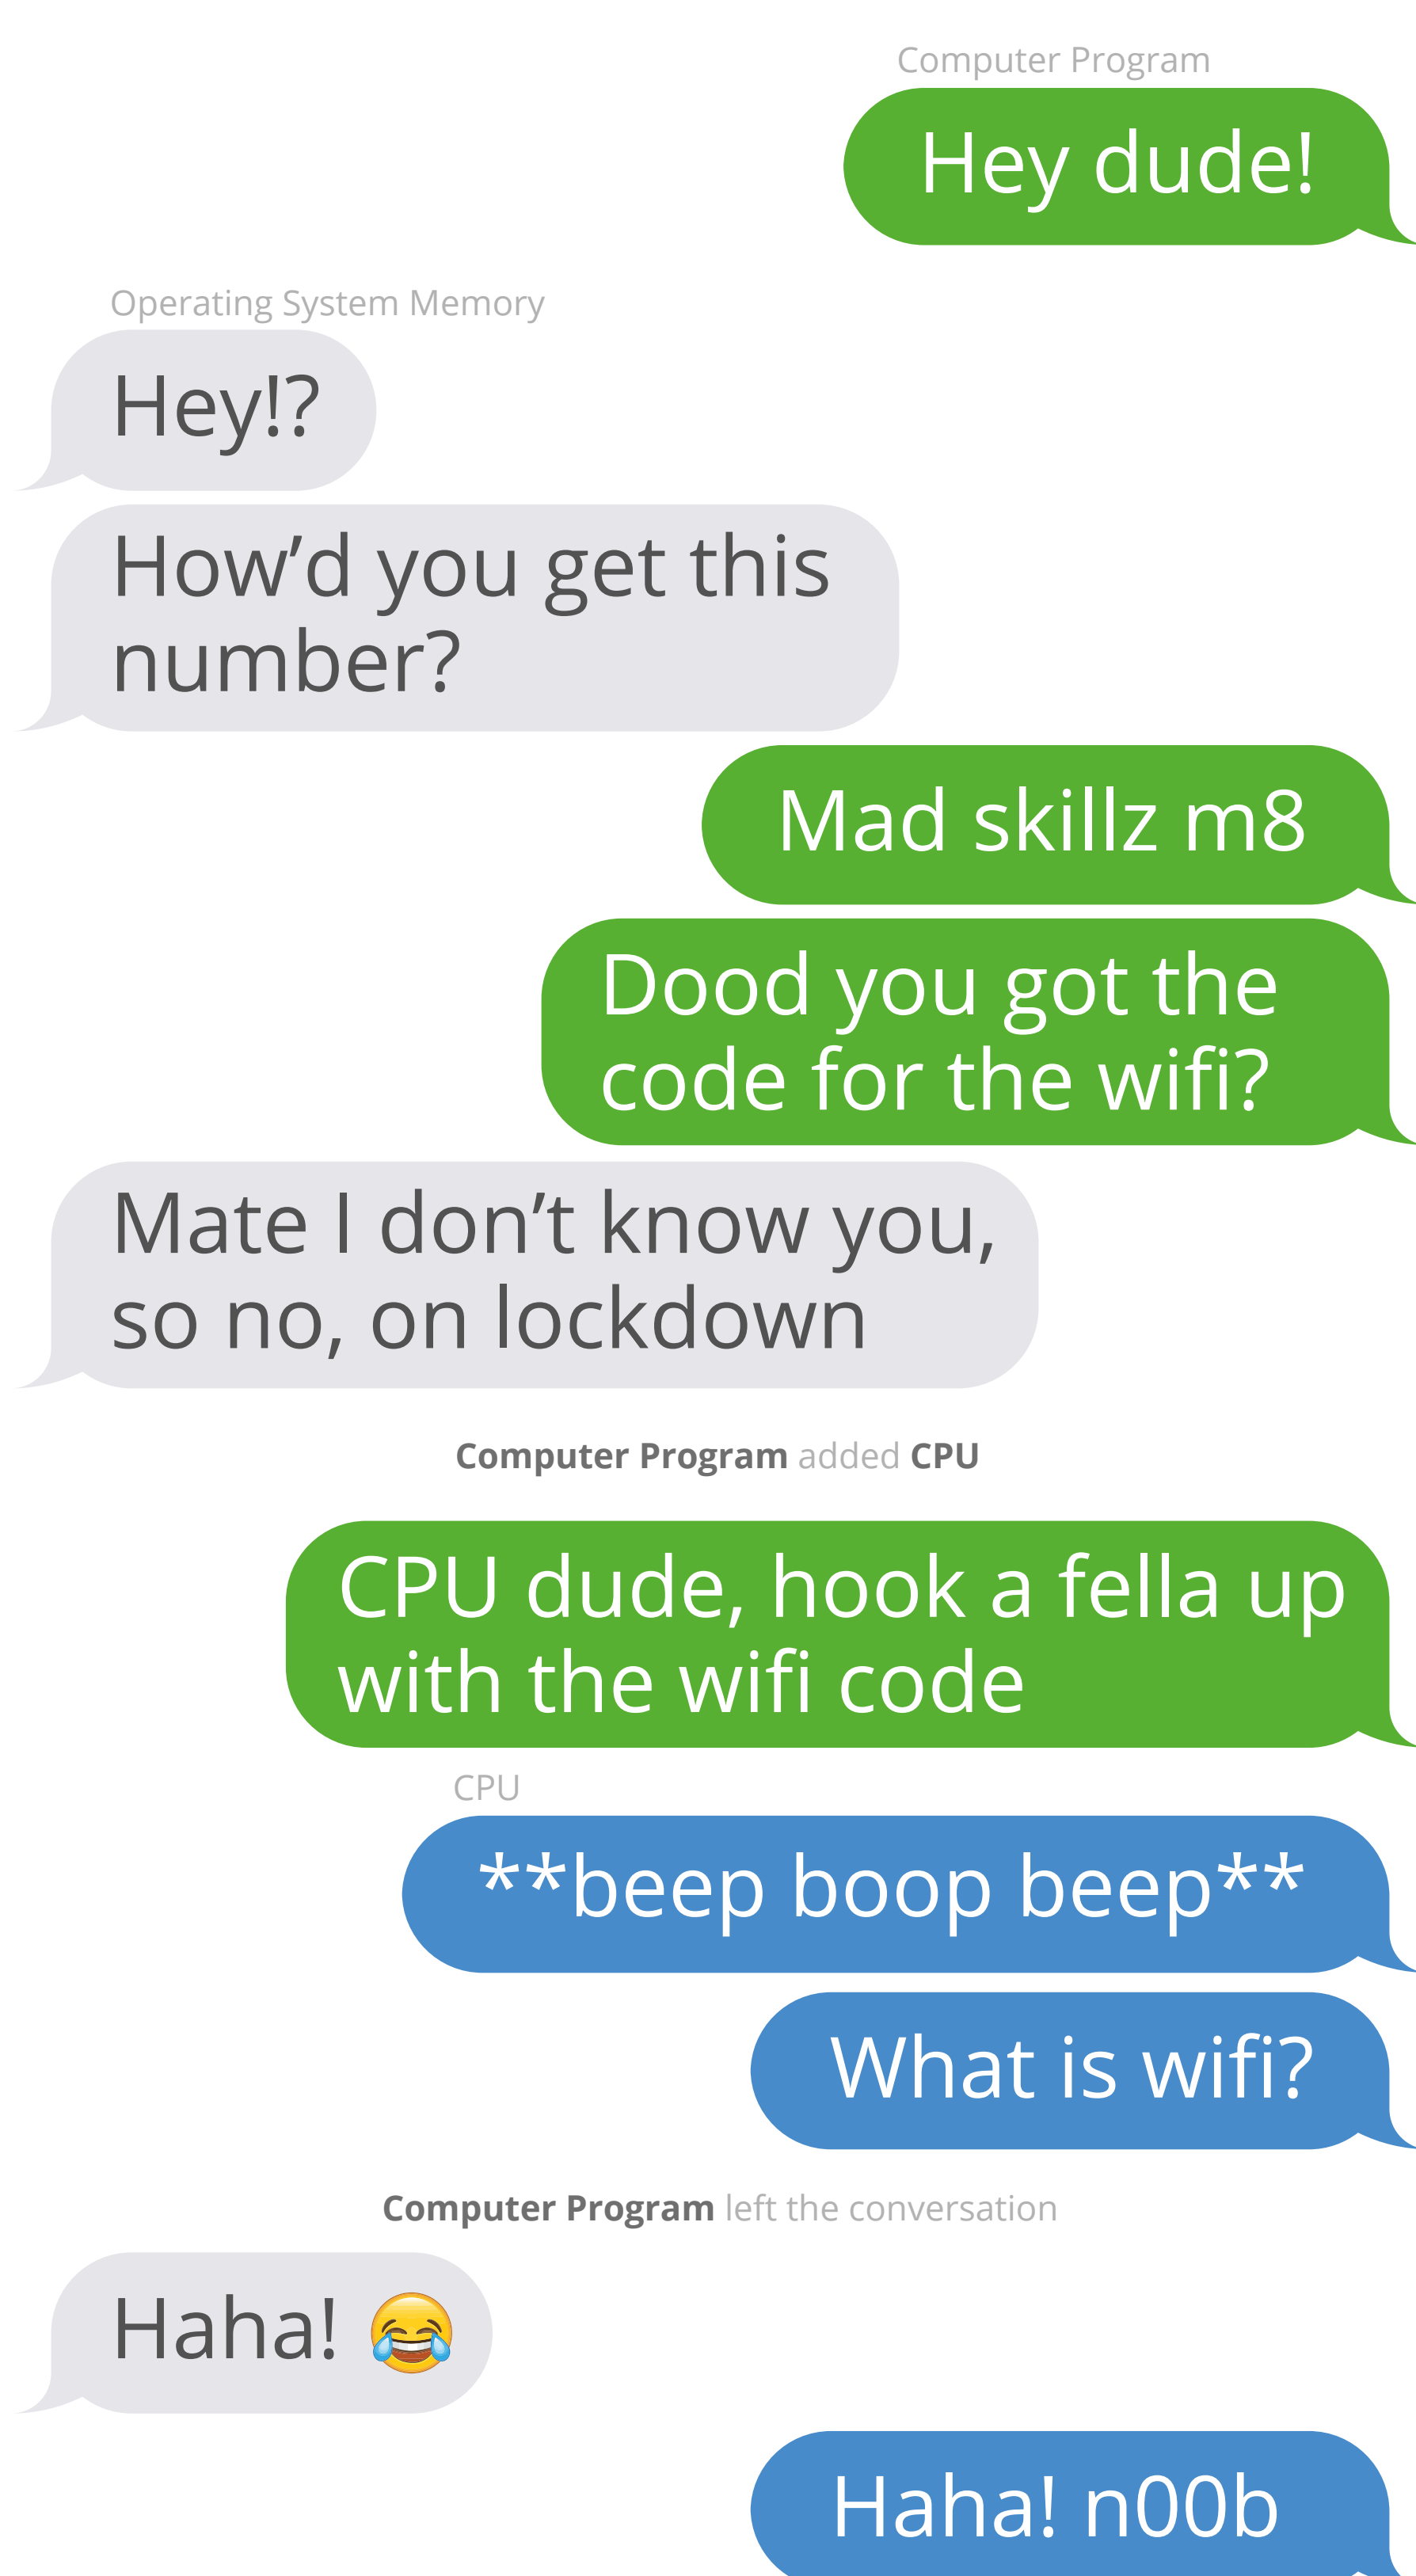 Computer Program
Hey dude!
Operating System Memory
Hey!?
How’d you get this
number?
Mad skillz m8
Dood you got the
code for the wifi?
Mate I don’t know you,
so no, on lockdown
Computer Program added CPU
CPU dude, hook a fella up
with the wifi code
CPU
**beep boop beep**
What is wifi?
Computer Program left the conversation
Haha! 😂
Haha! n00b